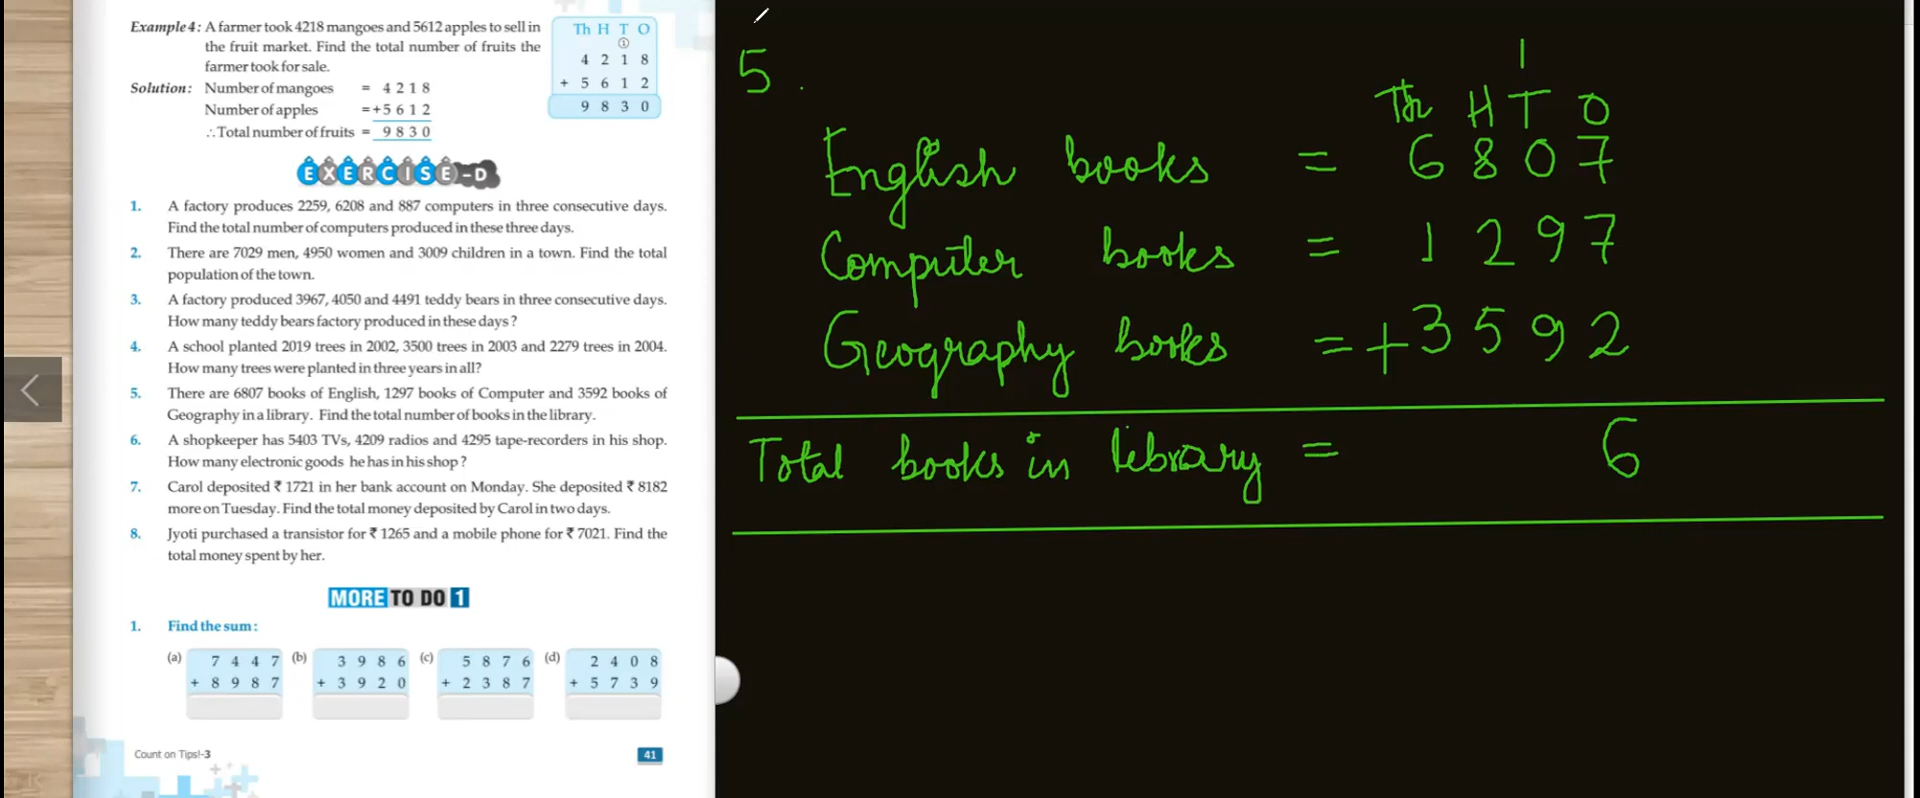 Example 4 : A farmer took 4218 mangoes and 5612 apples to sell in
the fruit market. Find the total number of fruits the
farmer took for sale.
Solution : Number of mangoes = 4 2 1 8
Number of apples =+5 6 1 2
∴Total number of fruits = 9 8 3 0
Th H T O
①
4 2 1 8
+ 5 6 1 2
9 8 3 0
EXERCISE-D
1. A factory produces 2259, 6208 and 887 computers in three consecutive days.
Find the total number of computers produced in these three days.
2. There are 7029 men, 4950 women and 3009 children in a town. Find the total
population of the town.
3. A factory produced 3967, 4050 and 4491 teddy bears in three consecutive days.
How many teddy bears factory produced in these days ?
4. A school planted 2019 trees in 2002, 3500 trees in 2003 and 2279 trees in 2004.
How many trees were planted in three years in all?
5. There are 6807 books of English, 1297 books of Computer and 3592 books of
Geography in a library. Find the total number of books in the library.
6. A shopkeeper has 5403 TVs, 4209 radios and 4295 tape-recorders in his shop.
How many electronic goods he has in his shop ?
7. Carol deposited ₹ 1721 in her bank account on Monday. She deposited ₹ 8182
more on Tuesday. Find the total money deposited by Carol in two days.
8. Jyoti purchased a transistor for ₹ 1265 and a mobile phone for ₹ 7021. Find the
total money spent by her.
MORE TO DO 1
1. Find the sum :
(a) 7 4 4 7 (b) 3 9 8 6 (c) 5 8 7 6 (d) 2 4 0 8
+ 8 9 8 7 + 3 9 2 0 + 2 3 8 7 + 5 7 3 9
Count on Tips!-3 41
5.
1
Th H T O
English books = 6 8 0 7
Computer books = 1 2 9 7
Geography books = + 3 5 9 2
Total books in library = 6